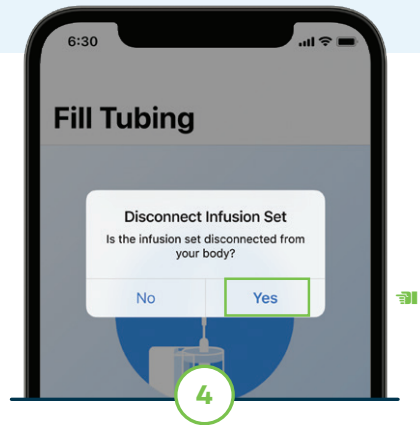 6:30
Fill Tubing
Disconnect Infusion Set
Is the infusion set disconnected from
your body?
No Yes
4